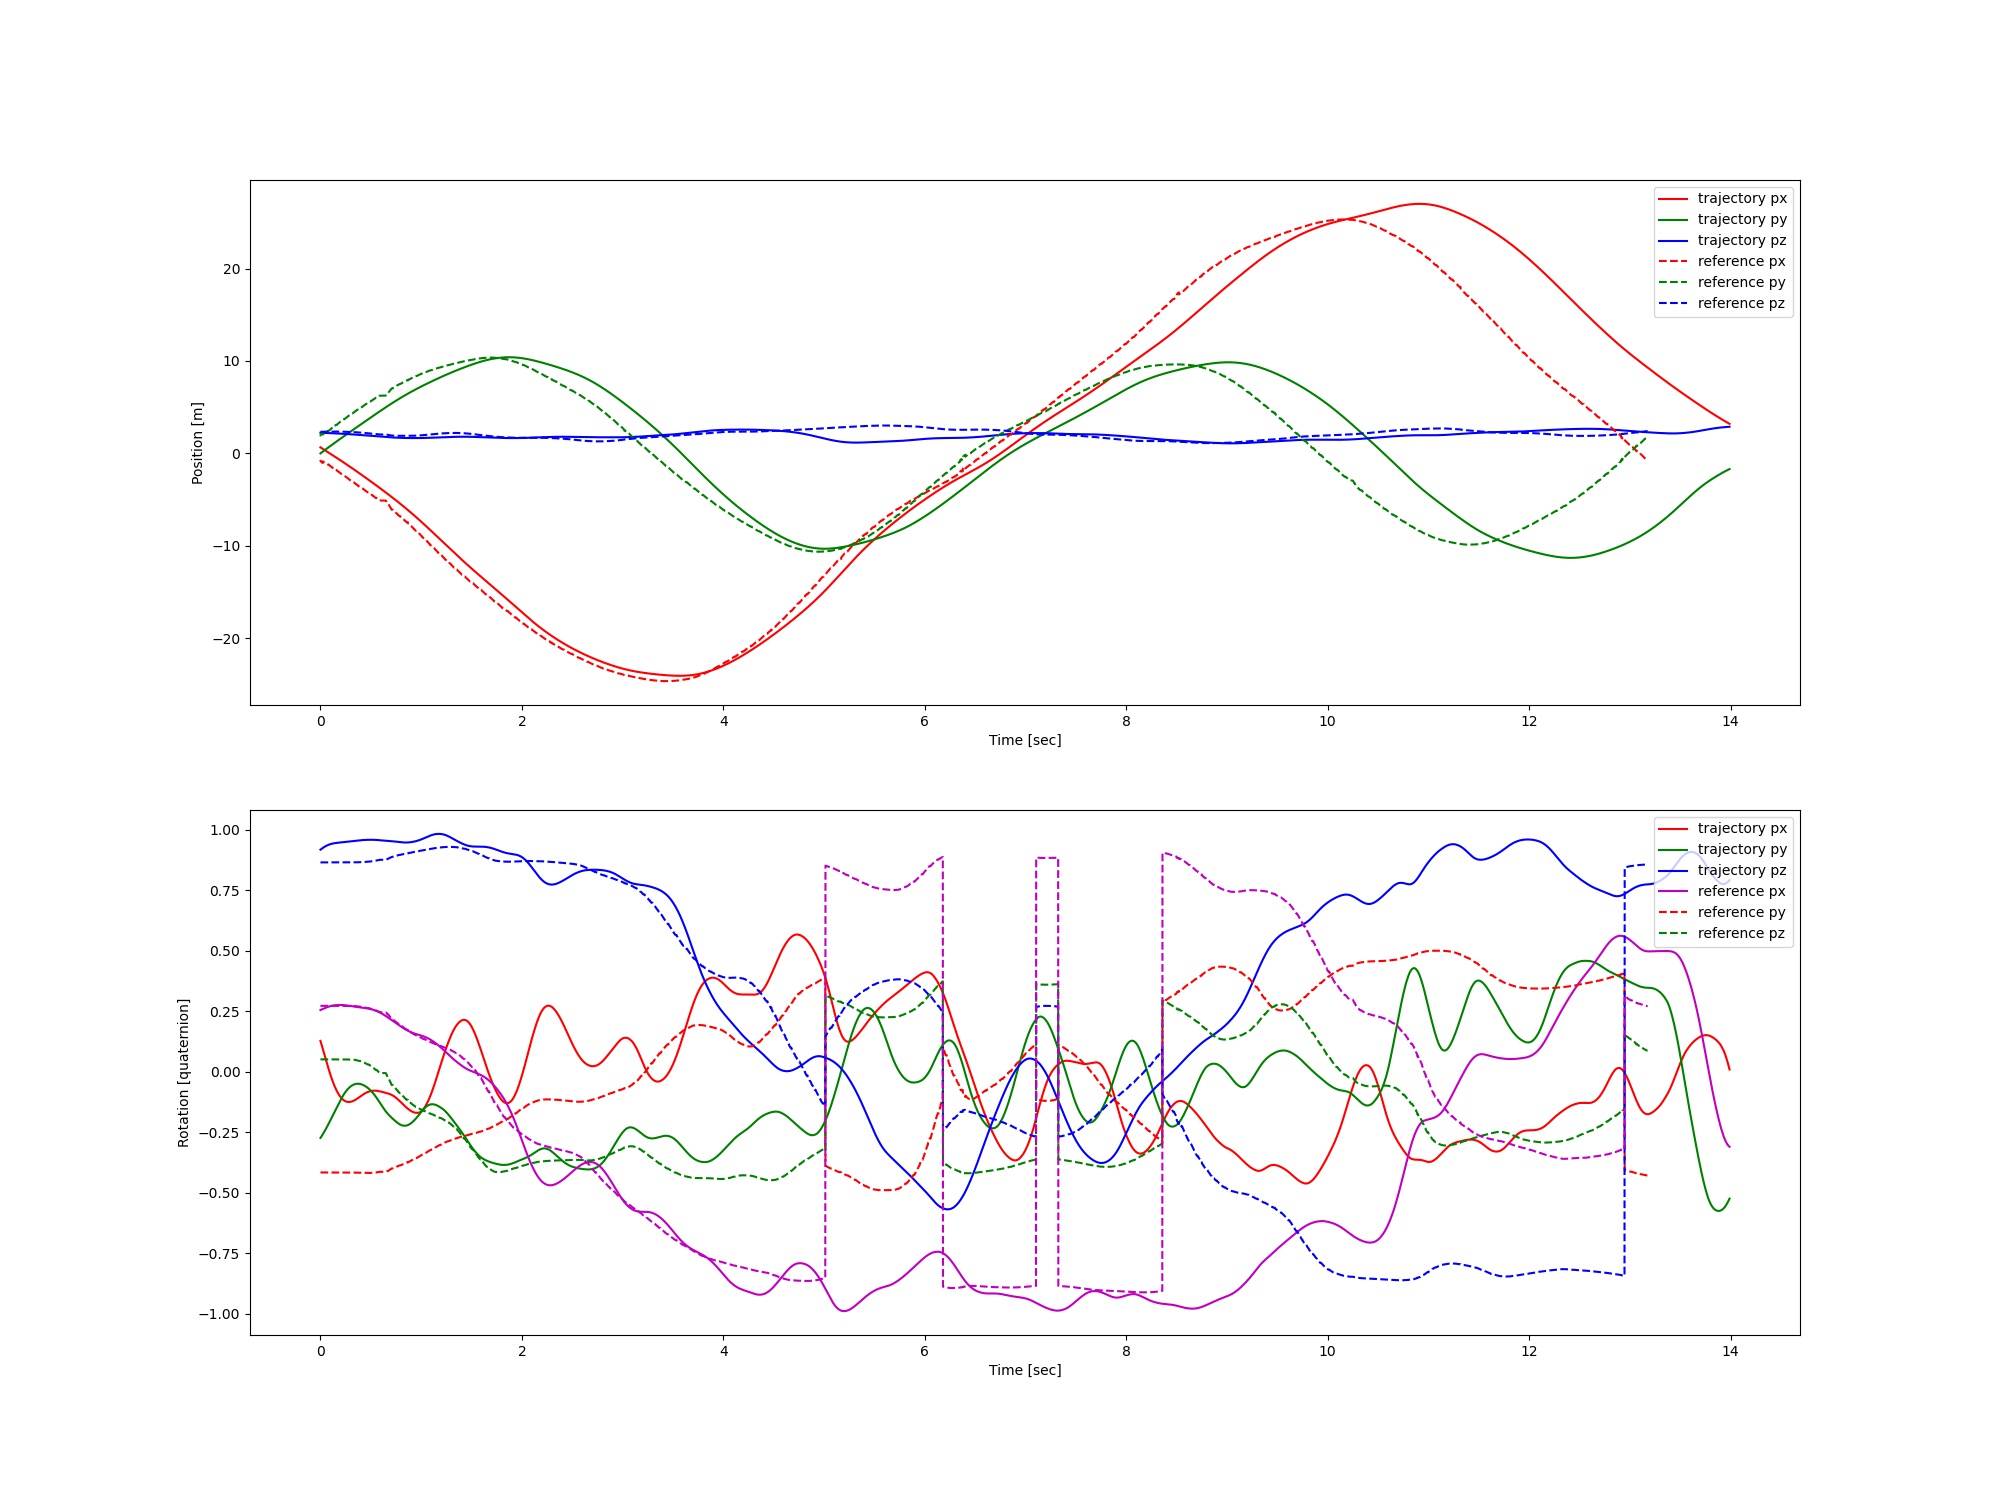 20
10
0
−10
−20
Position [m]
0 2 4 6 8 10 12 14
Time [sec]
trajectory px
trajectory py
trajectory pz
reference px
reference py
reference pz
1.00
0.75
0.50
0.25
0.00
−0.25
−0.50
−0.75
−1.00
Rotation [quaternion]
0 2 4 6 8 10 12 14
Time [sec]
trajectory px
trajectory py
trajectory pz
reference px
reference py
reference pz